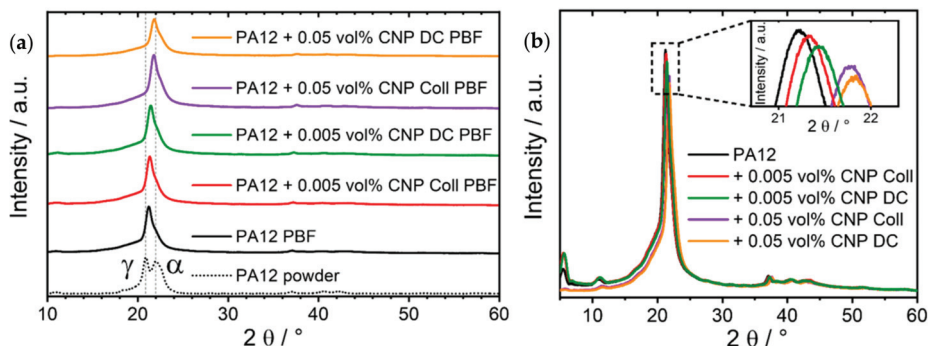 (a)
Intensity / a.u.
PA12 + 0.05 vol% CNP DC PBF
PA12 + 0.05 vol% CNP Coll PBF
PA12 + 0.005 vol% CNP DC PBF
PA12 + 0.005 vol% CNP Coll PBF
PA12 PBF
γ α
PA12 powder
10 20 30 40 50 60
2 θ / °
(b)
Intensity / a.u.
Intensity / a.u.
21 22
2 θ / °
PA12
+ 0.005 vol% CNP Coll
+ 0.005 vol% CNP DC
+ 0.05 vol% CNP Coll
+ 0.05 vol% CNP DC
10 20 30 40 50 60
2 θ / °